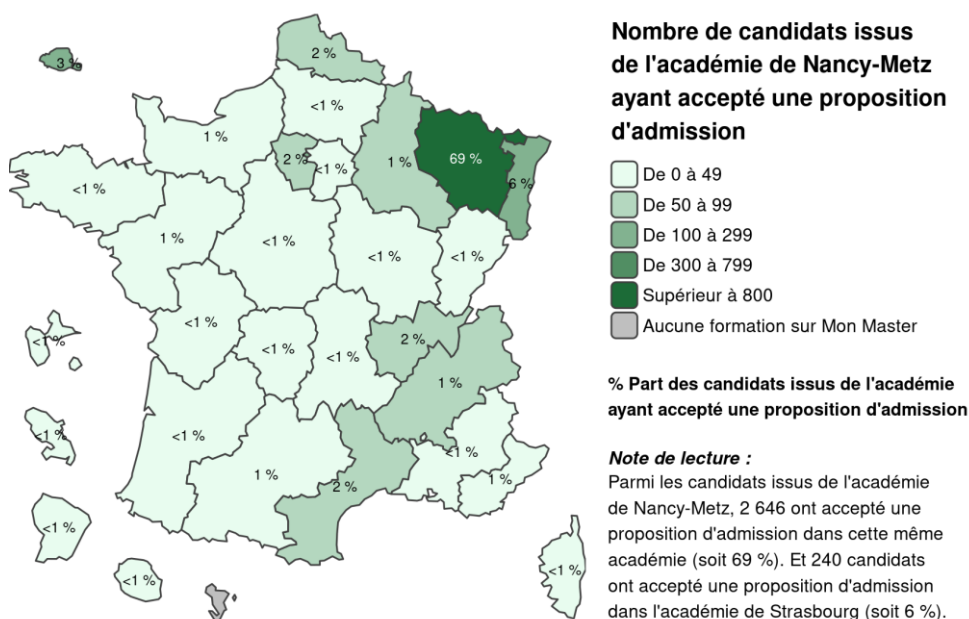 Nombre de candidats issus
de l'académie de Nancy-Metz
ayant accepté une proposition
d'admission
De 0 à 49
De 50 à 99
De 100 à 299
De 300 à 799
Supérieur à 800
Aucune formation sur Mon Master
% Part des candidats issus de l'académie
ayant accepté une proposition d'admission
Note de lecture :
Parmi les candidats issus de l'académie
de Nancy-Metz, 2 646 ont accepté une
proposition d'admission dans cette même
académie (soit 69 %). Et 240 candidats
ont accepté une proposition d'admission
dans l'académie de Strasbourg (soit 6 %).
2 %
3 %
<1 %
1 %
2 %
<1 %
1 %
69 %
6 %
<1 %
1 %
<1 %
<1 %
<1 %
<1 %
<1 %
<1 %
<1 %
2 %
1 %
<1 %
<1 %
1 %
2 %
<1 %
1 %
<1 %
<1 %
<1 %